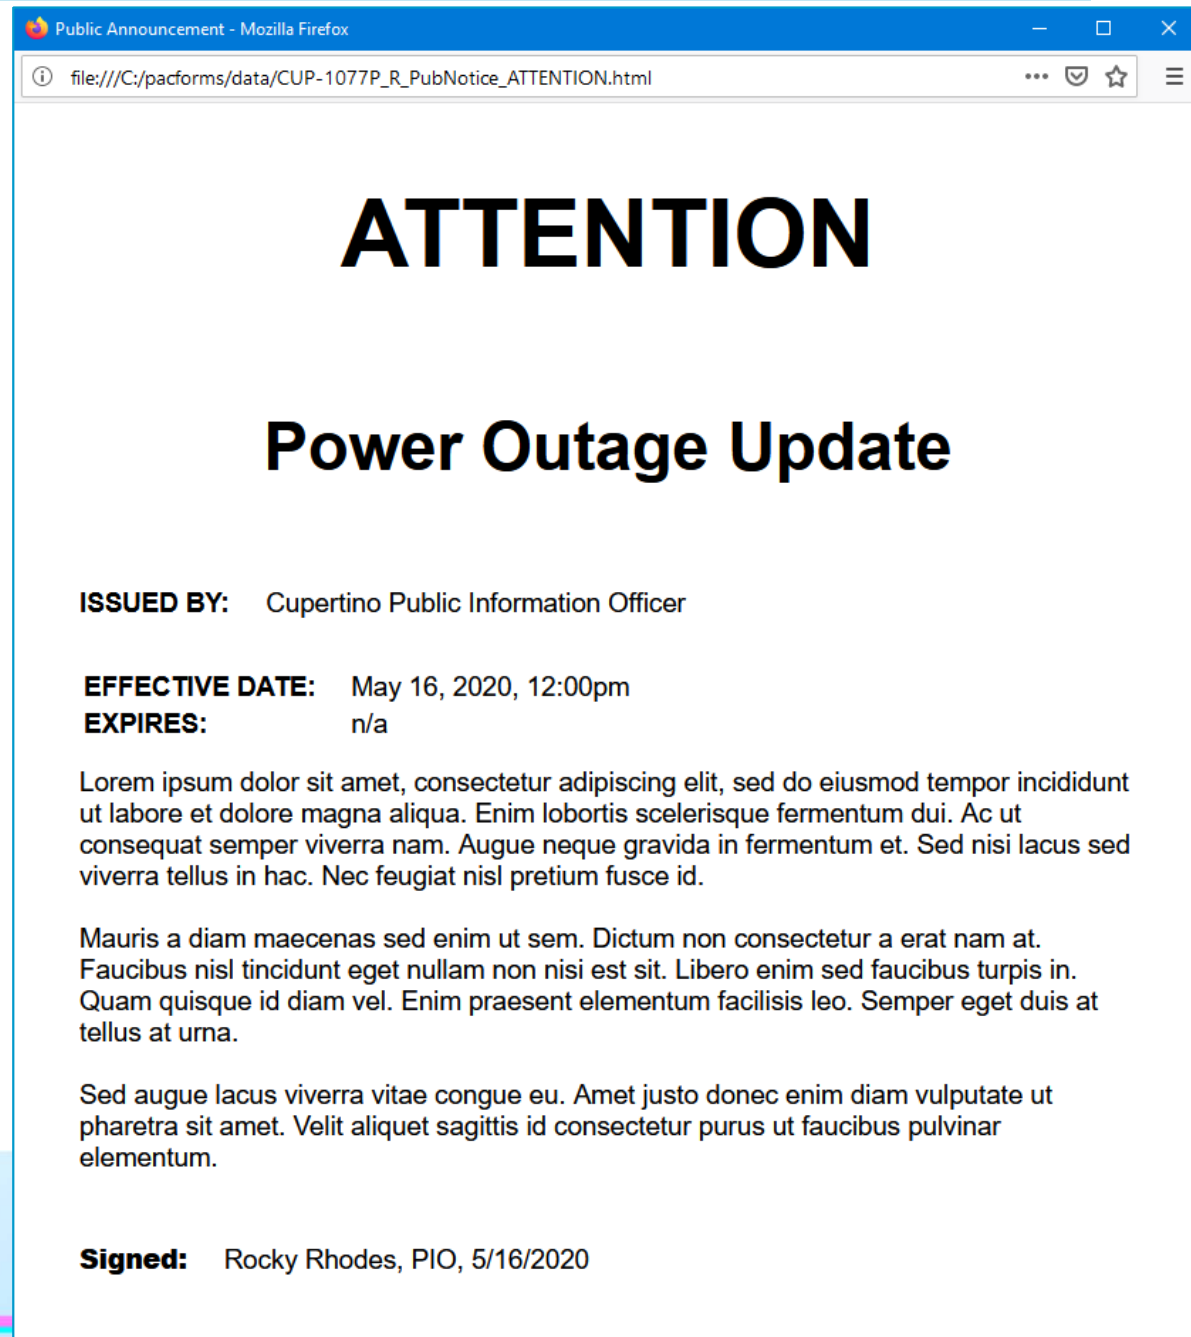 Public Announcement - Mozilla Firefox
file:///C:/pacforms/data/CUP-1077P_R_PubNotice_ATTENTION.html
ATTENTION
Power Outage Update
ISSUED BY: Cupertino Public Information Officer
EFFECTIVE DATE: May 16, 2020, 12:00pm
EXPIRES: n/a
Lorem ipsum dolor sit amet, consectetur adipiscing elit, sed do eiusmod tempor incididunt
ut labore et dolore magna aliqua. Enim lobortis scelerisque fermentum dui. Ac ut
consequat semper viverra nam. Augue neque gravida in fermentum et. Sed nisi lacus sed
viverra tellus in hac. Nec feugiat nisl pretium fusce id.
Mauris a diam maecenas sed enim ut sem. Dictum non consectetur a erat nam at.
Faucibus nisl tincidunt eget nullam non nisi est sit. Libero enim sed faucibus turpis in.
Quam quisque id diam vel. Enim praesent elementum facilisis leo. Semper eget duis at
tellus at urna.
Sed augue lacus viverra vitae congue eu. Amet justo donec enim diam vulputate ut
pharetra sit amet. Velit aliquet sagittis id consectetur purus ut faucibus pulvinar
elementum.
Signed: Rocky Rhodes, PIO, 5/16/2020